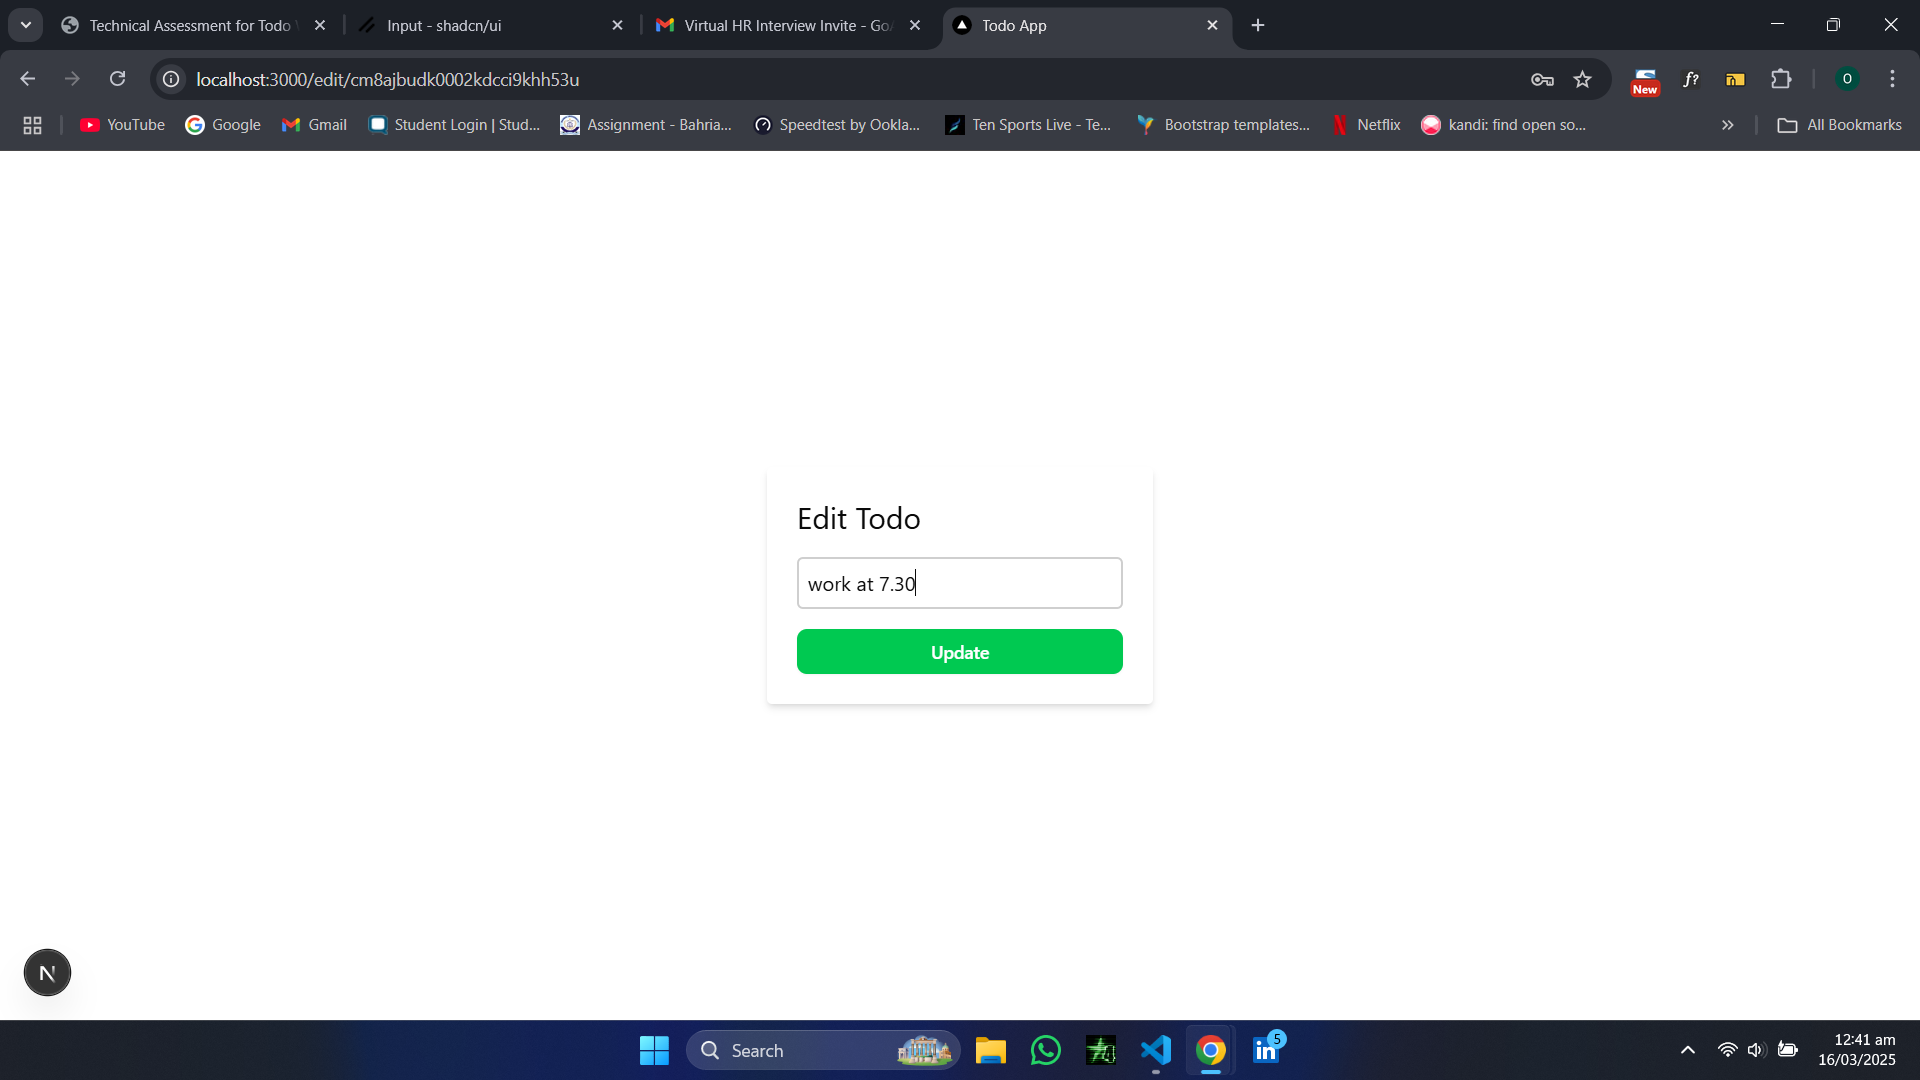 Technical Assessment for Todo
Input - shadcn/ui
Virtual HR Interview Invite - Go
Todo App
localhost:3000/edit/cm8ajbudk0002kdcci9khh53u
New
f?
O
YouTube
Google
Gmail
Student Login | Stud...
Assignment - Bahria...
Speedtest by Ookla...
Ten Sports Live - Te...
Bootstrap templates...
Netflix
kandi: find open so...
All Bookmarks
Edit Todo
work at 7.30
Update
N
Search
in
5
12:41 am
16/03/2025